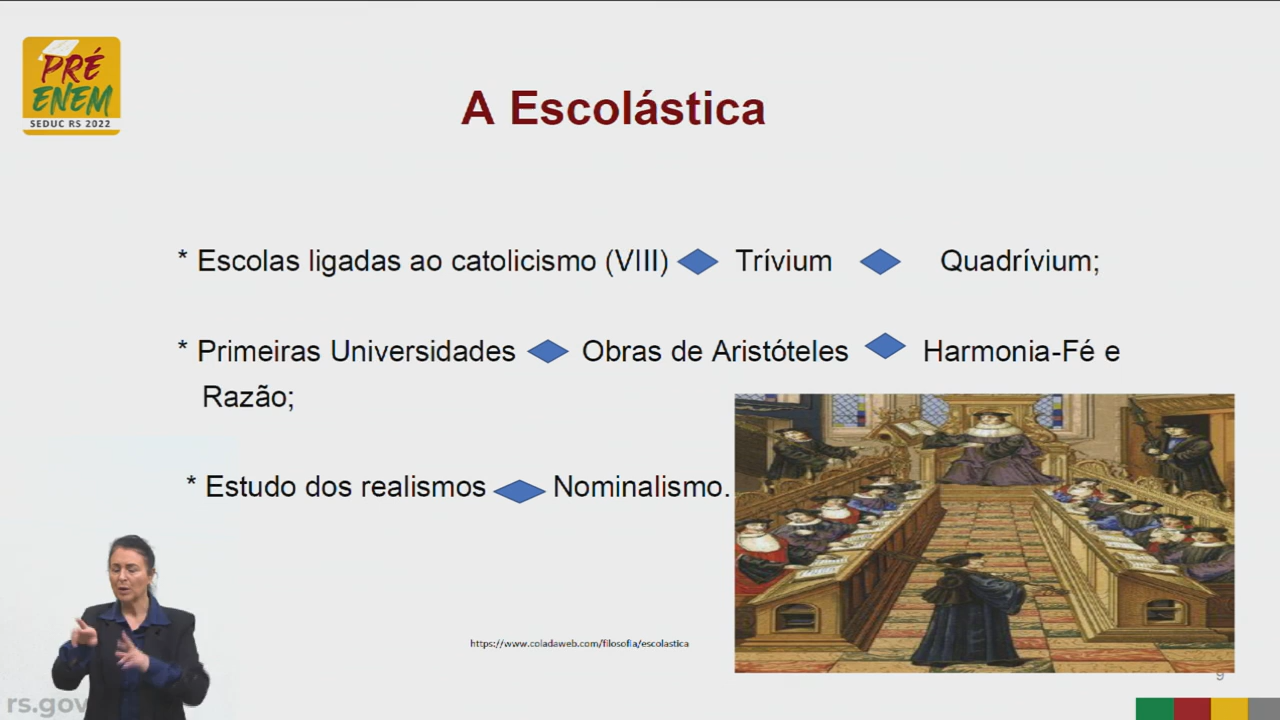 PRÉ
ENEM
SEDUC RS 2022
A Escolástica
* Escolas ligadas ao catolicismo (VIII) Trívium Quadrívium;
* Primeiras Universidades Obras de Aristóteles Harmonia-Fé e
Razão;
* Estudo dos realismos Nominalismo.
https://www.coladaweb.com/filosofia/escolastica
9
rs.gov